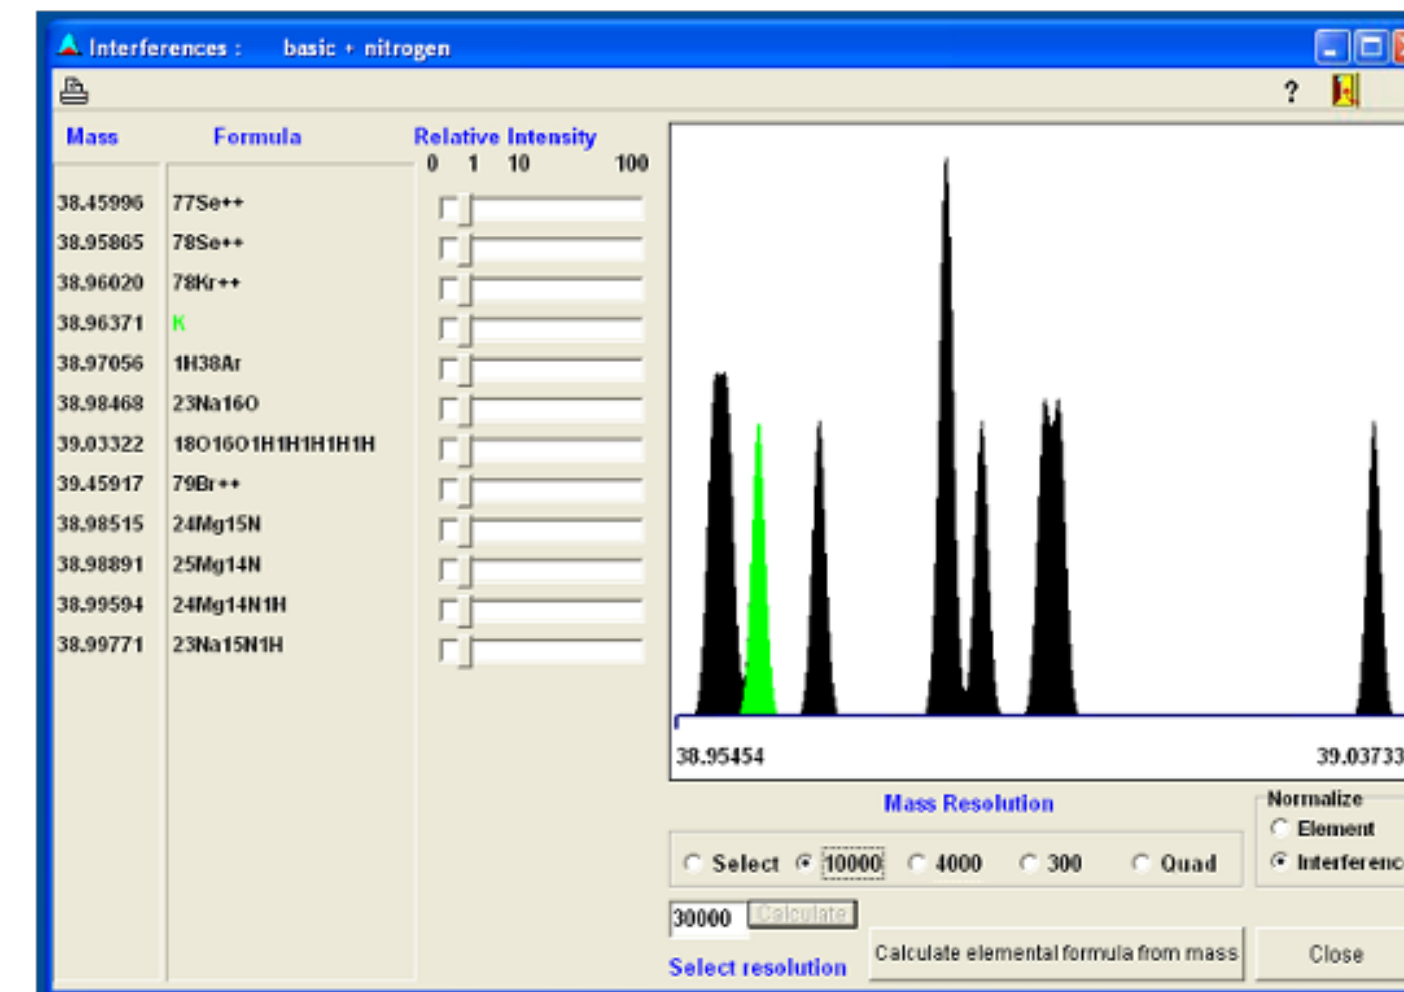 Interferences : basic + nitrogen
?
Mass Formula Relative Intensity
0 1 10 100
38.45996 77Se++
38.95865 78Se++
38.96020 78Kr++
38.96371 K
38.97056 1H38Ar
38.98468 23Na16O
39.03322 18O16O1H1H1H1H1H
39.45917 79Br++
38.98515 24Mg15N
38.98891 25Mg14N
38.99594 24Mg14N1H
38.99771 23Na15N1H
38.95454 39.03733
Mass Resolution
Select 10000 4000 300 Quad
Normalize
Element
Interferenc
30000 Calculate
Select resolution
Calculate elemental formula from mass
Close